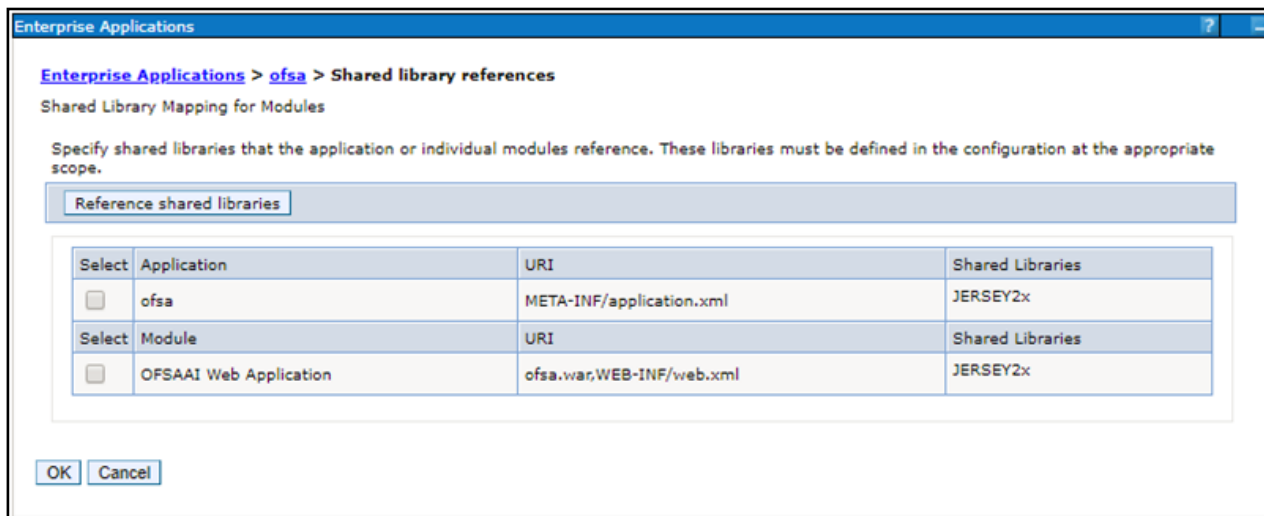 Enterprise Applications ?
Enterprise Applications > ofsa > Shared library references
Shared Library Mapping for Modules
Specify shared libraries that the application or individual modules reference. These libraries must be defined in the configuration at the appropriate
scope.
Reference shared libraries
Select Application URI Shared Libraries
ofsa META-INF/application.xml JERSEY2x
Select Module URI Shared Libraries
OFSAAI Web Application ofsa.war,WEB-INF/web.xml JERSEY2x
OK Cancel